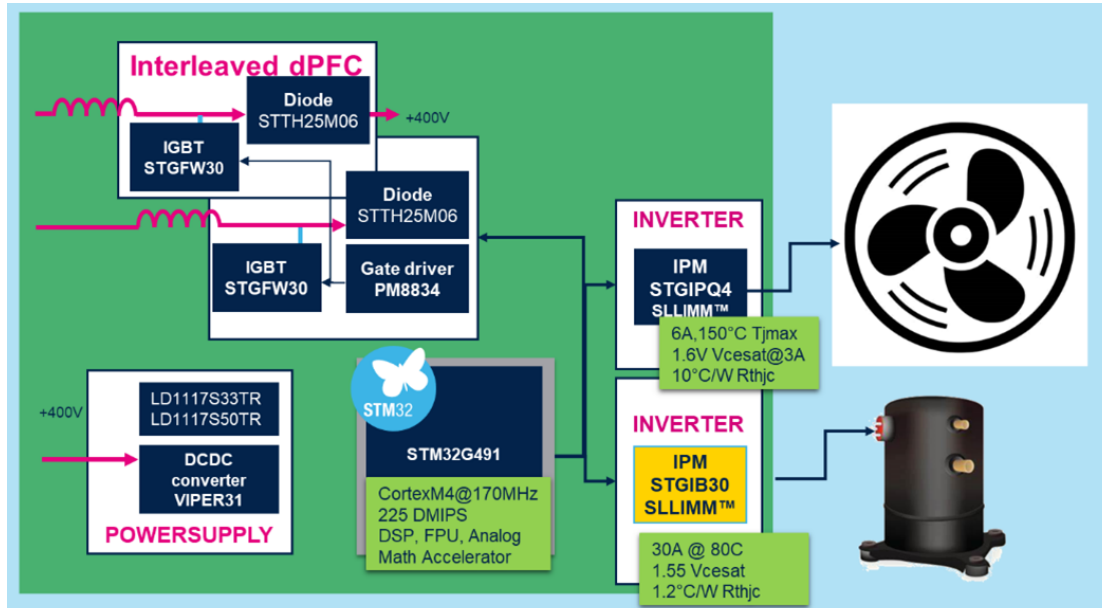 Interleaved dPFC
Diode
STTH25M06
+400V
IGBT
STGFW30
Diode
STTH25M06
IGBT
STGFW30
Gate driver
PM8834
INVERTER
IPM
STGIPQ4
SLLIMM™
6A,150°C Tjmax
1.6V Vcesat@3A
10°C/W Rthjc
+400V
LD1117S33TR
LD1117S50TR
DCDC
converter
VIPER31
POWERSUPPLY
STM32
STM32G491
CortexM4@170MHz
225 DMIPS
DSP, FPU, Analog
Math Accelerator
INVERTER
IPM
STGIB30
SLLIMM™
30A @ 80C
1.55 Vcesat
1.2°C/W Rthjc